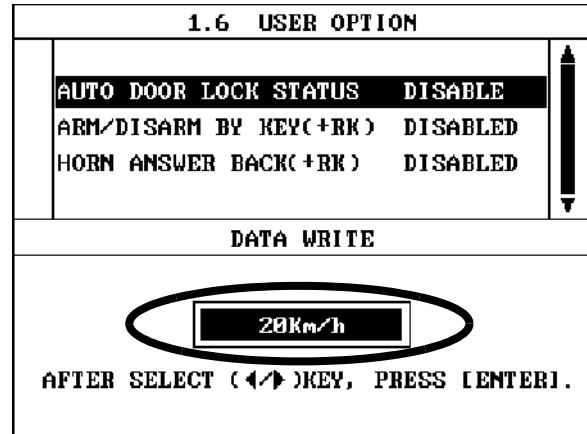 1.6 USER OPTION
AUTO DOOR LOCK STATUS DISABLE
ARM/DISARM BY KEY(+RK) DISABLED
HORN ANSWER BACK(+RK) DISABLED
DATA WRITE
20Km/h
AFTER SELECT (◀/▶)KEY, PRESS [ENTER].